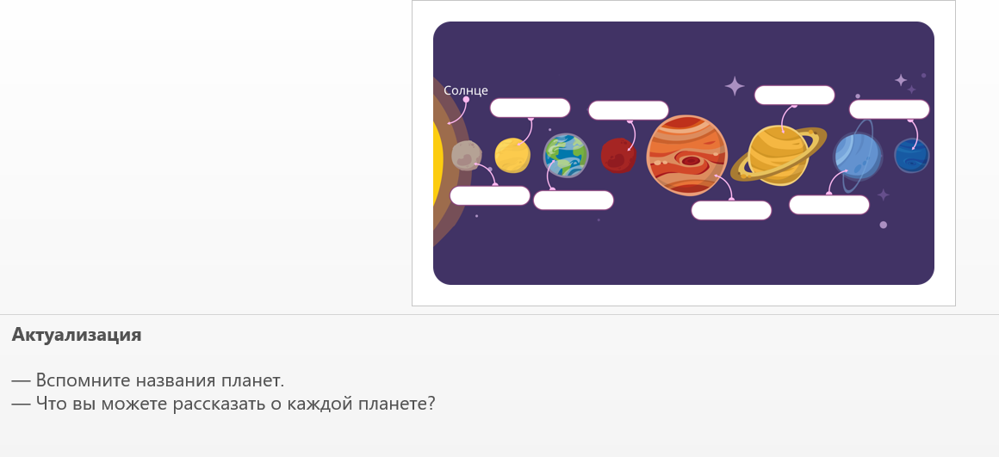 Солнце
Актуализация
— Вспомните названия планет.
— Что вы можете рассказать о каждой планете?